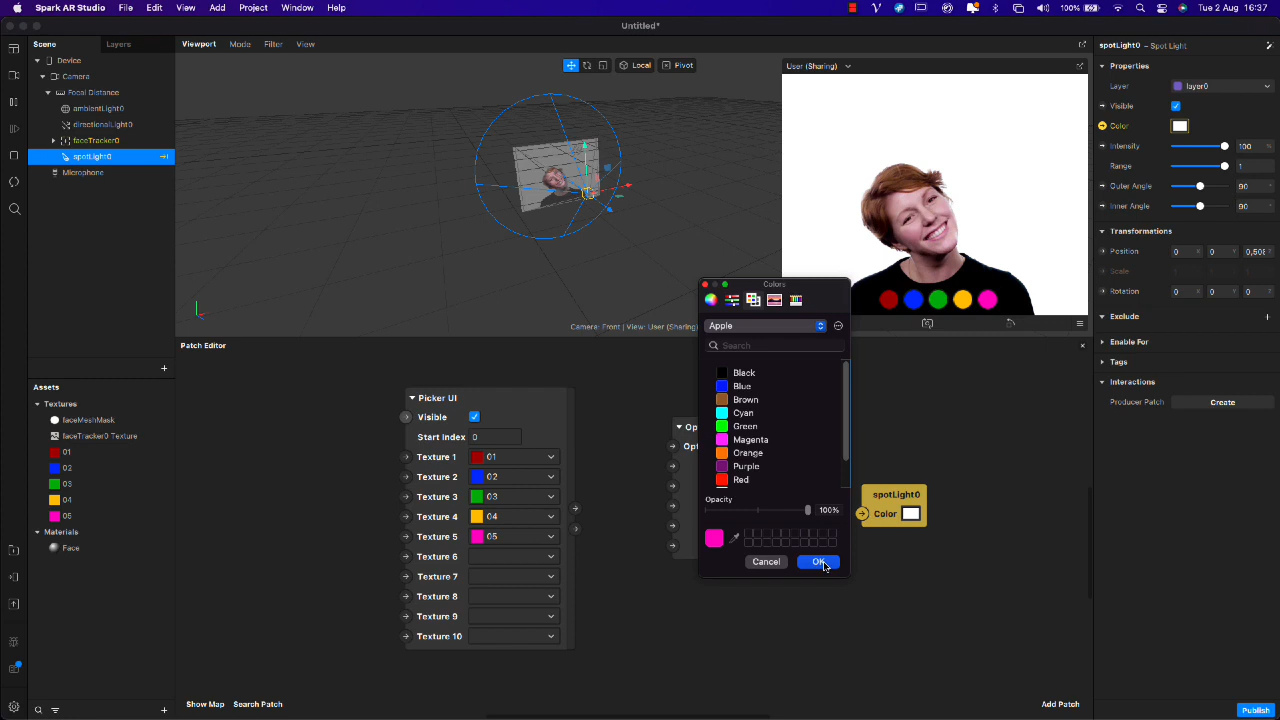 Spark AR Studio File Edit View Add Project Window Help 100% Tue 2 Aug 16:37
Untitled*
Scene Layers
Viewport Mode Filter View
spotLight0 - Spot Light
Device
Camera
Focal Distance
ambientLight0
directionalLight0
faceTracker0
spotLight0
Microphone
Local Pivot
User (Sharing)
Camera: Front | View: User (Sharing)
Properties
Layer layer0
Visible
Color
Intensity 100 %
Range 1
Outer Angle 90 °
Inner Angle 90 °
Transformations
Position 0 X 0 Y 0,508
Scale
Rotation 0 X 0 Y 0 Z
Exclude
Enable For
Tags
Interactions
Producer Patch Create
Assets
Textures
faceMeshMask
faceTracker0 Texture
01
02
03
04
05
Materials
Face
Patch Editor
Picker UI
Visible
Start Index 0
Texture 1 01
Texture 2 02
Texture 3 03
Texture 4 04
Texture 5 05
Texture 6
Texture 7
Texture 8
Texture 9
Texture 10
Op
Opt
Colors
Apple
Search
Black
Blue
Brown
Cyan
Green
Magenta
Orange
Purple
Red
Opacity
100%
Cancel OK
spotLight0
Color
Show Map Search Patch
Add Patch
Publish